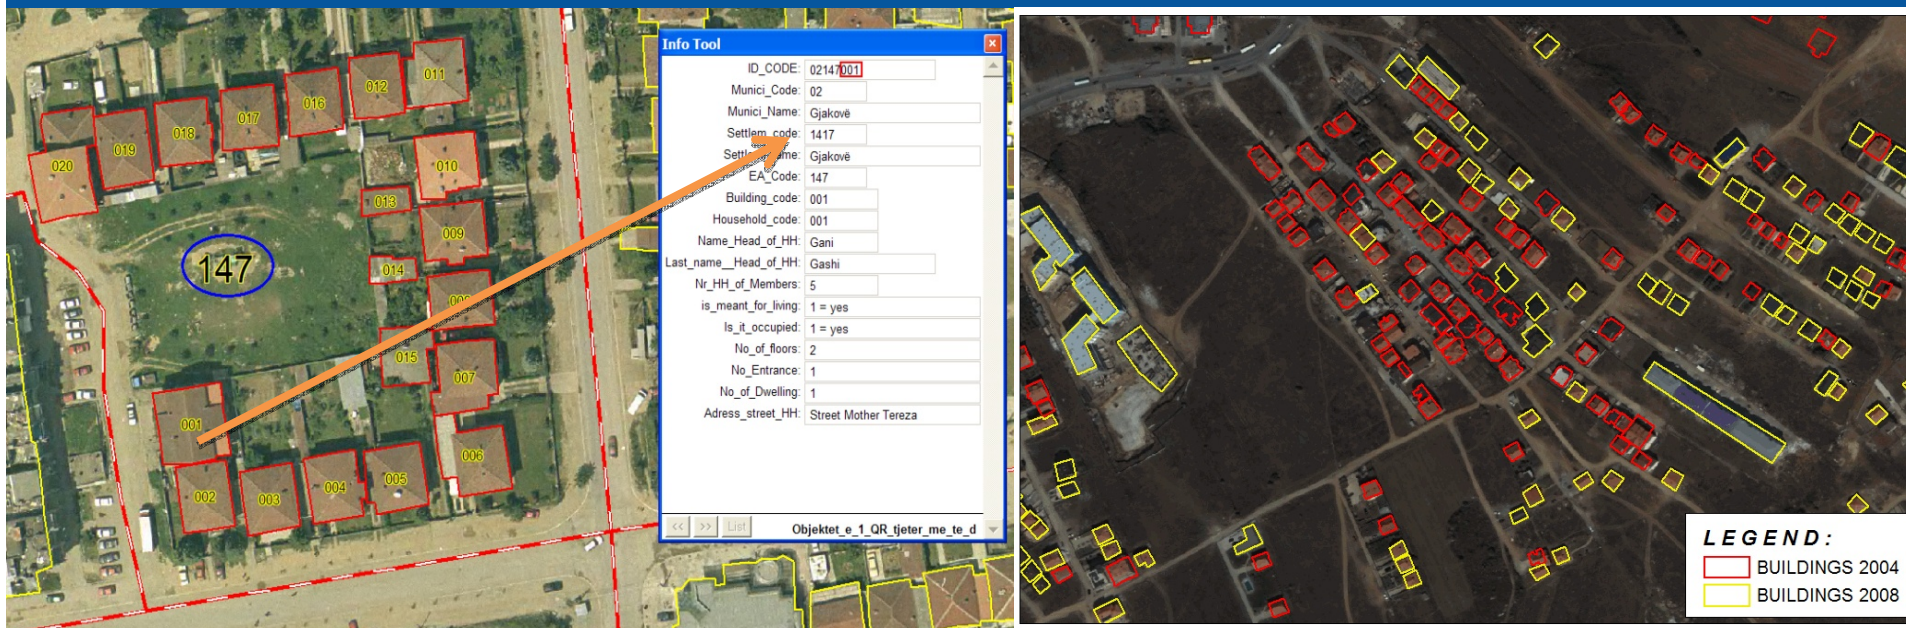 011
012
016
017
018
019
020
010
013
009
014
008
015
007
001
006
002
003
004
005
147
Info Tool
ID_CODE: 02147001
Munici_Code: 02
Munici_Name: Gjakovë
Settlem_code: 1417
Gjakovë
EA_Code: 147
Building_code: 001
Household_code: 001
Name_Head_of_HH: Gani
Last_name__Head_of_HH: Gashi
Nr_HH_of_Members: 5
is_meant_for_living: 1 = yes
Is_it_occupied: 1 = yes
No_of_floors: 2
No_Entrance: 1
No_of_Dwelling: 1
Adress_street_HH: Street Mother Tereza
<< >> List Objektet_e_1_QR_tjeter_me_te_d
LEGEND:
BUILDINGS 2004
BUILDINGS 2008